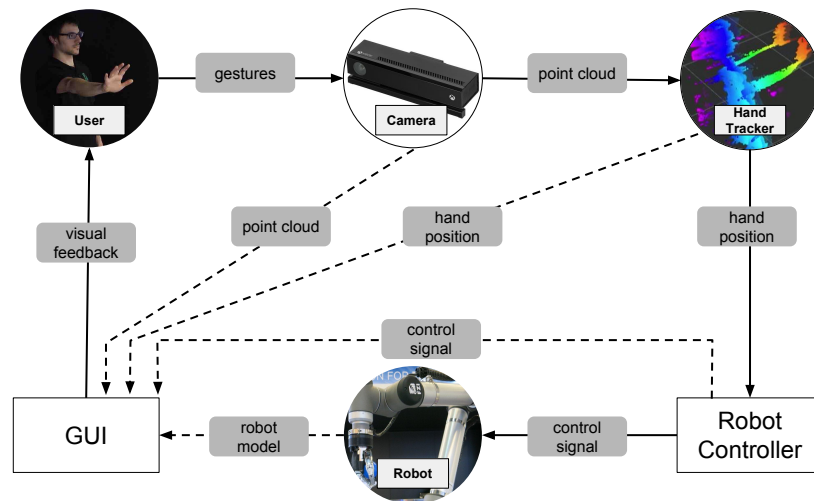 gestures
point cloud
User
Camera
Hand
Tracker
visual
feedback
point cloud
hand
position
hand
position
control
signal
GUI
robot
model
Robot
control
signal
Robot
Controller